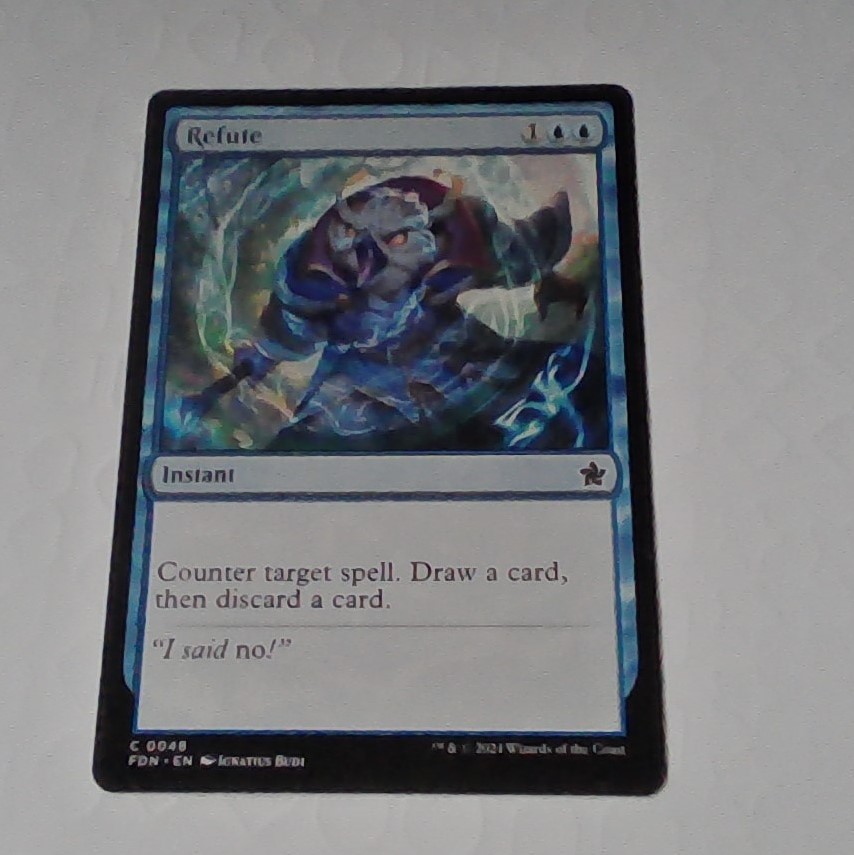 Refute 1
Instant
Counter target spell. Draw a card,
then discard a card.
“I said no!”
C 0048
FDN • EN IGNATIUS BUDI
™ & © 2024 Wizards of the Coast